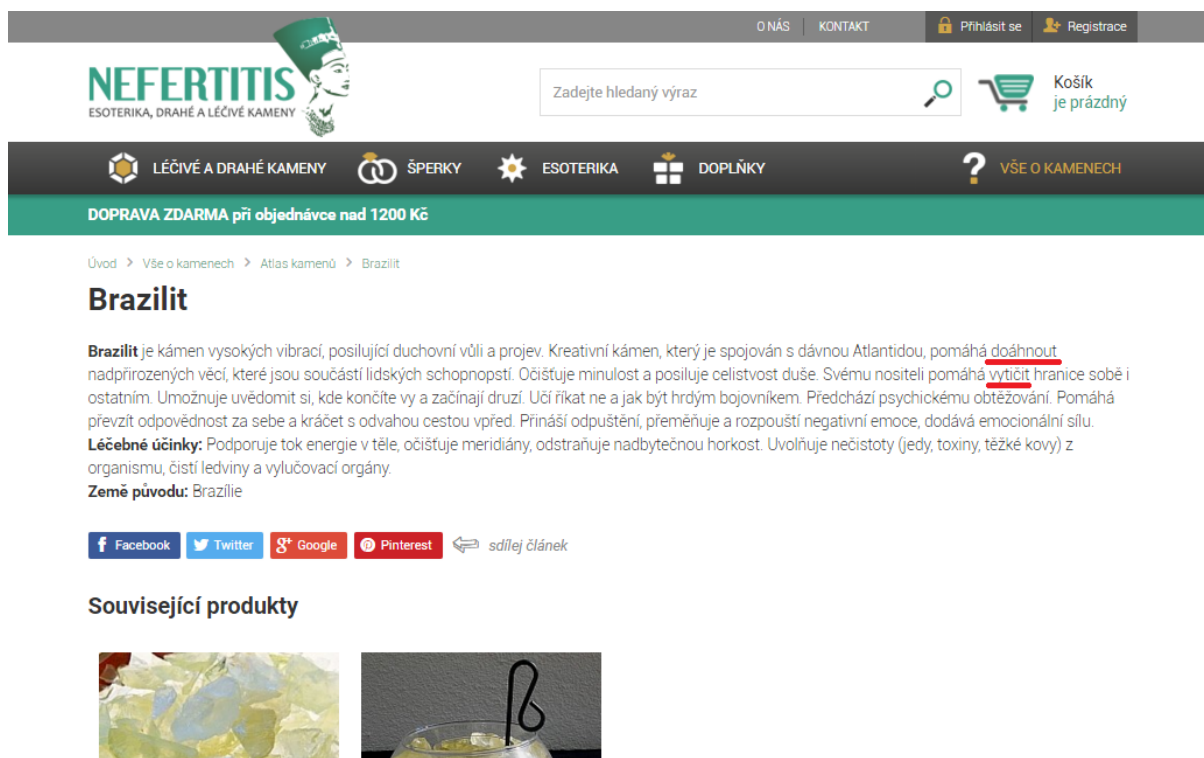 O NÁS KONTAKT Přihlásit se Registrace
NEFERTITIS
ESOTERIKA, DRAHÉ A LÉČIVÉ KAMENY
Zadejte hledaný výraz
Košík
je prázdný
LÉČIVÉ A DRAHÉ KAMENY ŠPERKY ESOTERIKA DOPLŇKY ? VŠE O KAMENECH
DOPRAVA ZDARMA při objednávce nad 1200 Kč
Úvod > Vše o kamenech > Atlas kamenů > Brazilit
Brazilit
Brazilit je kámen vysokých vibrací, posilující duchovní vůli a projev. Kreativní kámen, který je spojován s dávnou Atlantidou, pomáhá doáhnout
nadpřirozených věcí, které jsou součástí lidských schopnopstí. Očišťuje minulost a posiluje celistvost duše. Svému nositeli pomáhá vytičit hranice sobě i
ostatním. Umožnuje uvědomit si, kde končíte vy a začínají druzí. Učí říkat ne a jak být hrdým bojovníkem. Předchází psychickému obtěžování. Pomáhá
převzít odpovědnost za sebe a kráčet s odvahou cestou vpřed. Přináší odpuštění, přeměňuje a rozpouští negativní emoce, dodává emocionální sílu.
Léčebné účinky: Podporuje tok energie v těle, očišťuje meridiány, odstraňuje nadbytečnou horkost. Uvolňuje nečistoty (jedy, toxiny, těžké kovy) z
organismu, čistí ledviny a vylučovací orgány.
Země původu: Brazílie
f Facebook Twitter g+ Google Pinterest sdílej článek
Související produkty